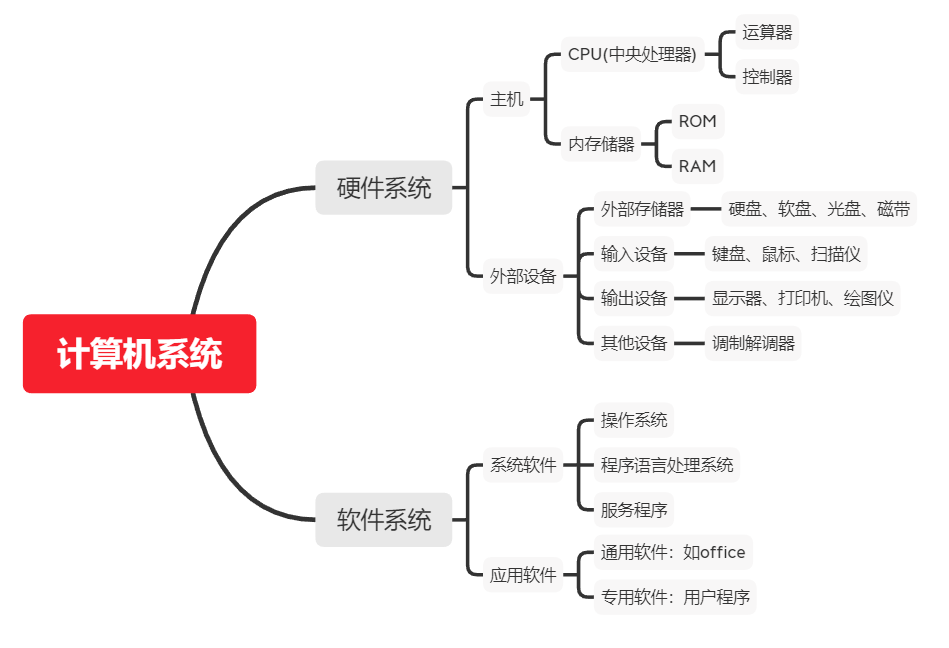 计算机系统
硬件系统
主机
CPU(中央处理器)
运算器
控制器
内存储器
ROM
RAM
外部设备
外部存储器
硬盘、软盘、光盘、磁带
输入设备
键盘、鼠标、扫描仪
输出设备
显示器、打印机、绘图仪
其他设备
调制解调器
软件系统
系统软件
操作系统
程序语言处理系统
服务程序
应用软件
通用软件：如office
专用软件：用户程序